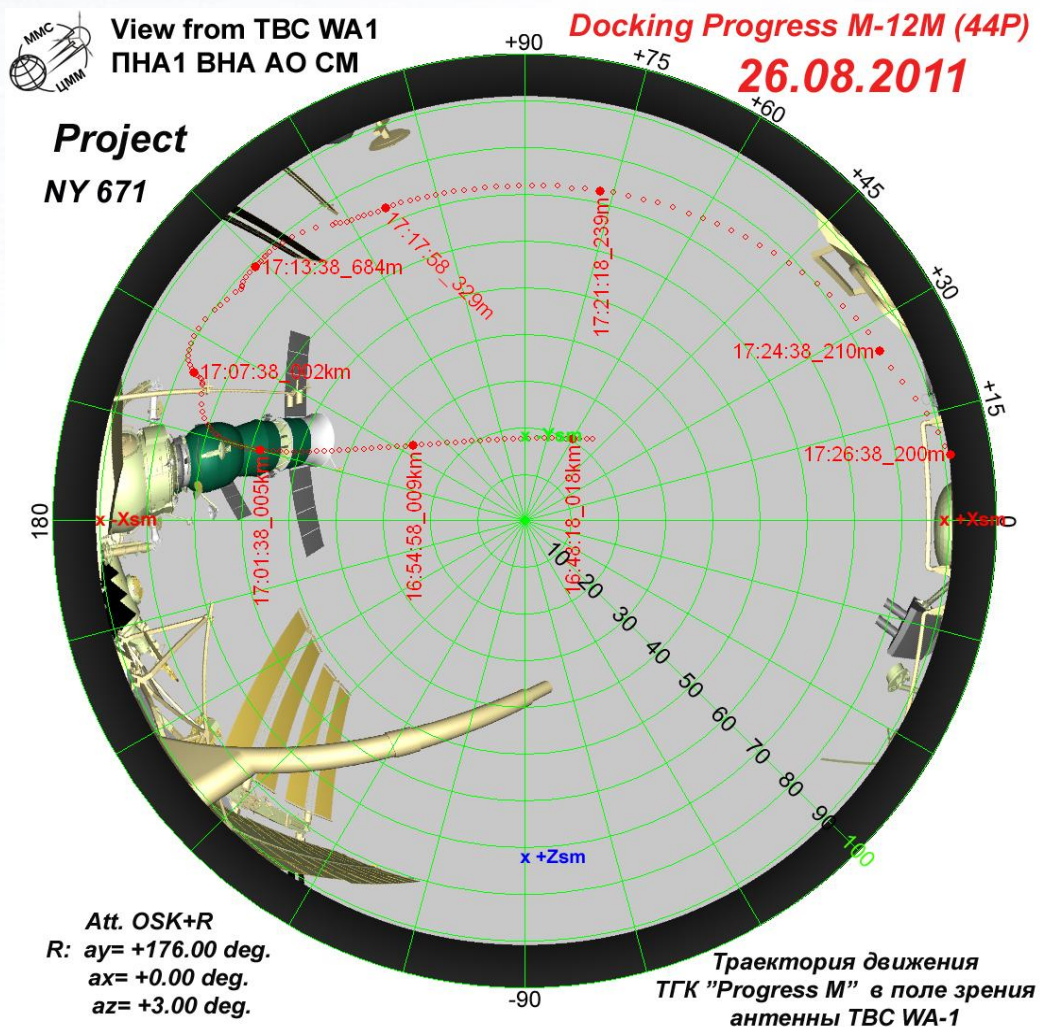 ММС
ЦММ
View from TBC WA1
ПНА1 ВНА АО СМ
Docking Progress M-12M (44P)
26.08.2011
Project
NY 671
+90
+75
+60
+45
+30
+15
0
180
-90
17:17:58_329m
17:21:18_239m
17:13:38_684m
17:24:38_210m
17:07:38_002km
17:26:38_200m
17:01:38_005km
16:54:58_009km
16:48:18_018km
x -Xsm
x +Xsm
x +Zsm
10
20
30
40
50
60
70
80
90
100
Att. OSK+R
R: ay= +176.00 deg.
ax= +0.00 deg.
az= +3.00 deg.
Траектория движения
ТГК "Progress M" в поле зрения
антенны TBC WA-1